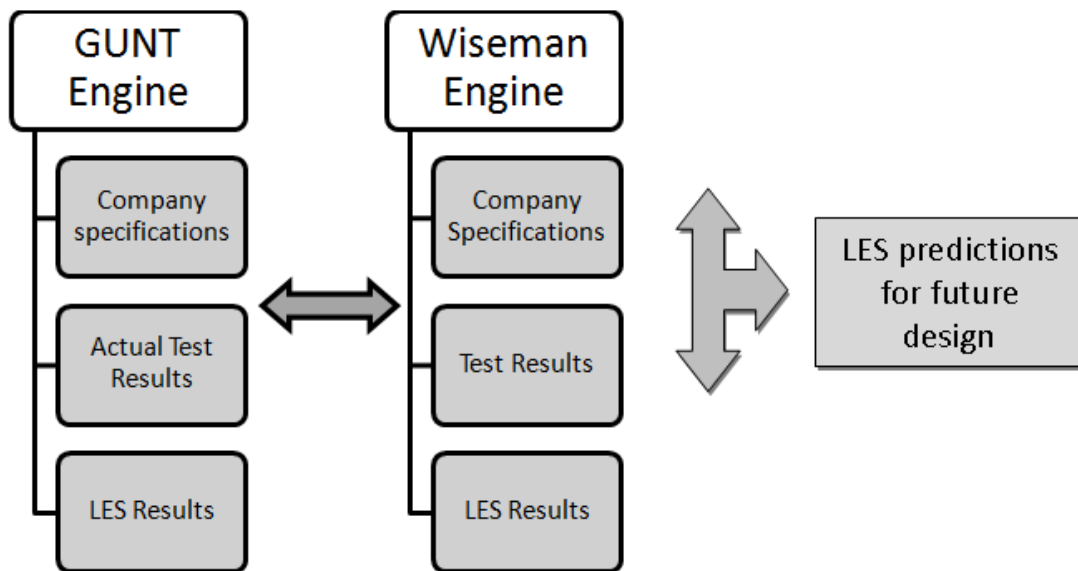 GUNT
Engine
Company
specifications
Actual Test
Results
LES Results
Wiseman
Engine
Company
Specifications
Test Results
LES Results
LES predictions
for future
design